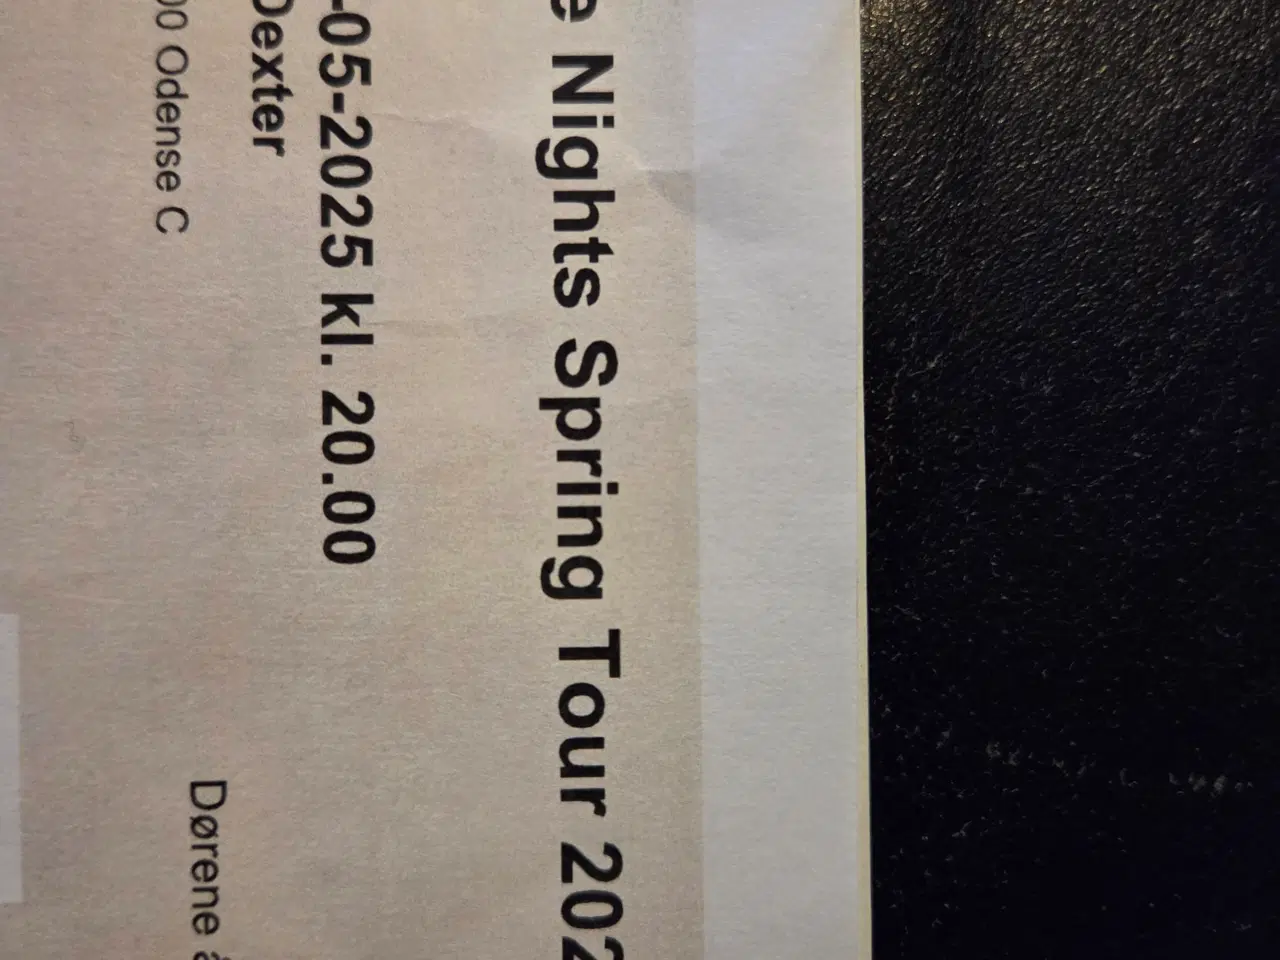 e Nights Spring Tour 202
-05-2025 kl. 20.00
Dexter
00 Odense C
Dørene å